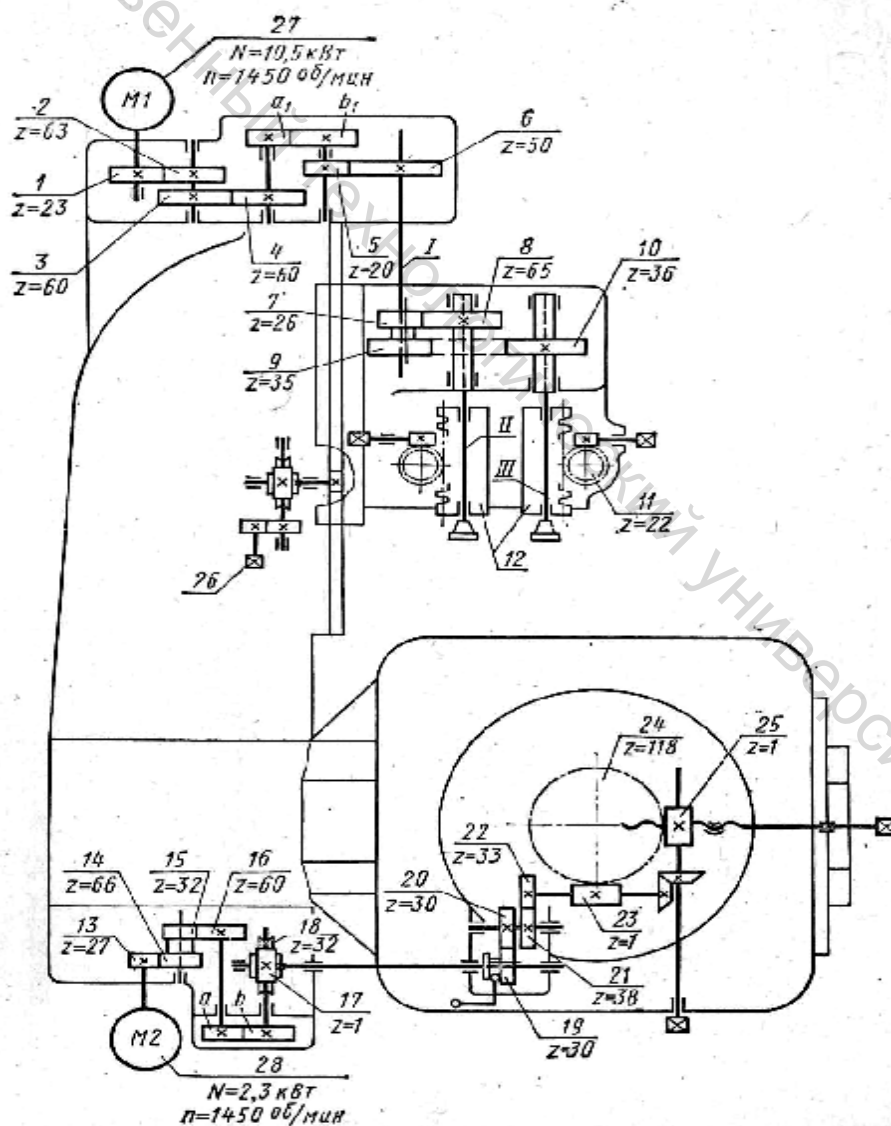 27
N=10,5 кВт
n=1450 об/мин
M1
2
z=63
a₁ b₁
6
z=50
1
z=23
3
z=60
4
z=60
5
z=20
I
8
z=65
10
z=36
7
z=26
9
z=35
II
III
11
z=22
12
26
24
z=118
25
z=1
22
z=33
14
z=66
15
z=32
16
z=60
20
z=30
13
z=27
18
z=32
23
z=1
17
z=1
21
z=38
a b
19
z=30
M2
28
N=2,3 кВт
n=1450 об/мин
венный технологический универси